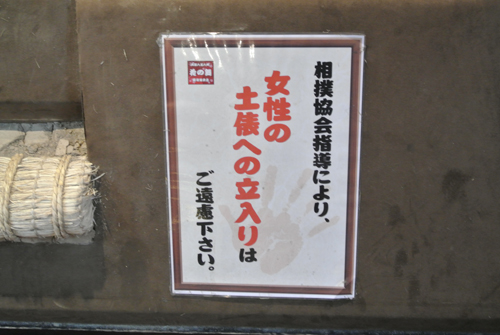 相撲協会指導により、
女性の
土俵への立入りは
ご遠慮下さい。